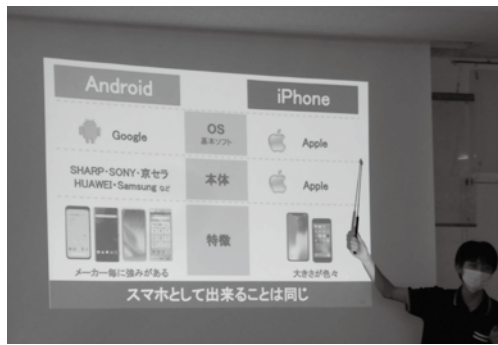 Android
iPhone
Google
OS
基本ソフト
Apple
SHARP・SONY・京セラ
HUAWEI・Samsung など
本体
Apple
特徴
メーカー毎に強みがある
大きさが色々
スマホとして出来ることは同じ